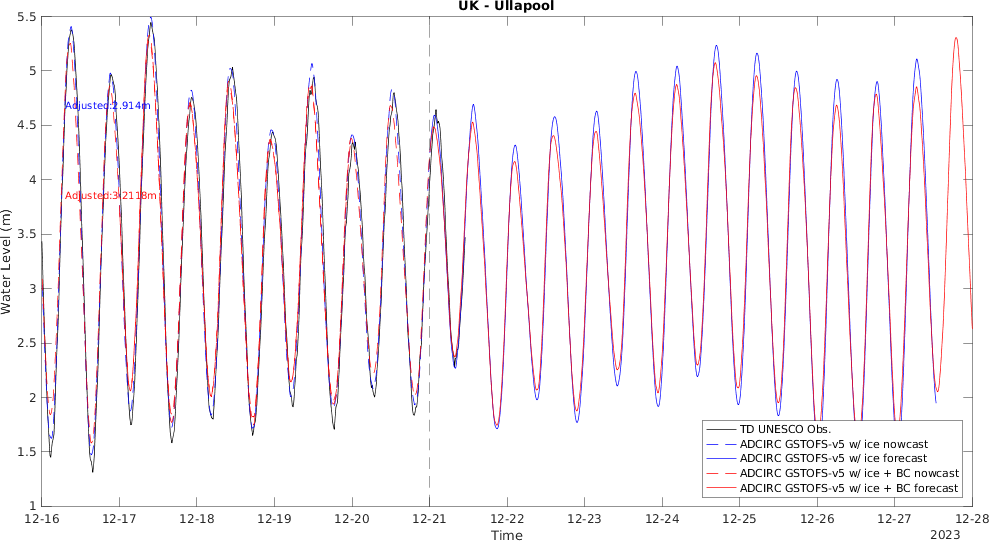 UK - Ullapool
5.5
5
4.5
4
3.5
3
2.5
2
1.5
1
Water Level (m)
Adjusted:2.914m
Adjusted:3.2118m
TD UNESCO Obs.
ADCIRC GSTOFS-v5 w/ ice nowcast
ADCIRC GSTOFS-v5 w/ ice forecast
ADCIRC GSTOFS-v5 w/ ice + BC nowcast
ADCIRC GSTOFS-v5 w/ ice + BC forecast
12-16 12-17 12-18 12-19 12-20 12-21 12-22 12-23 12-24 12-25 12-26 12-27 12-28
Time
2023